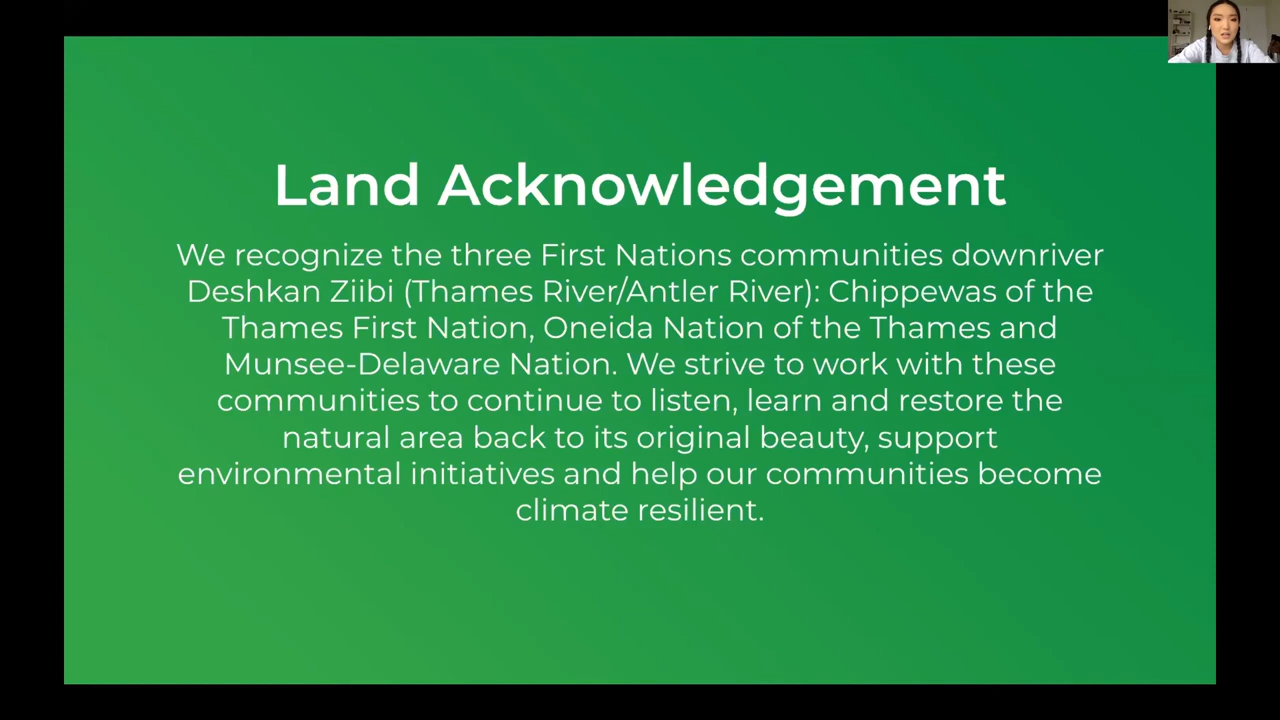 Land Acknowledgement
We recognize the three First Nations communities downriver
Deshkan Ziibi (Thames River/Antler River): Chippewas of the
Thames First Nation, Oneida Nation of the Thames and
Munsee-Delaware Nation. We strive to work with these
communities to continue to listen, learn and restore the
natural area back to its original beauty, support
environmental initiatives and help our communities become
climate resilient.